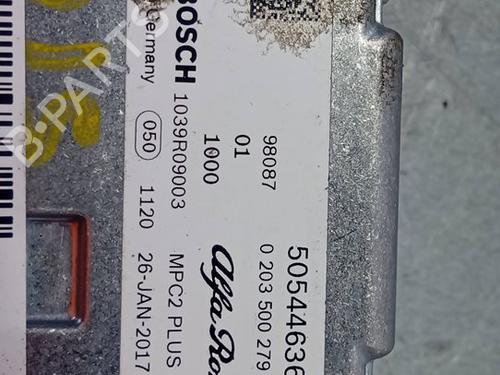 BOSCH
Germany
1039R09003
050 1120 26-JAN-2017
98087
01
1000
MPC2 PLUS
50544636
0 203 500 279
Alfa Ro
B-PARTS